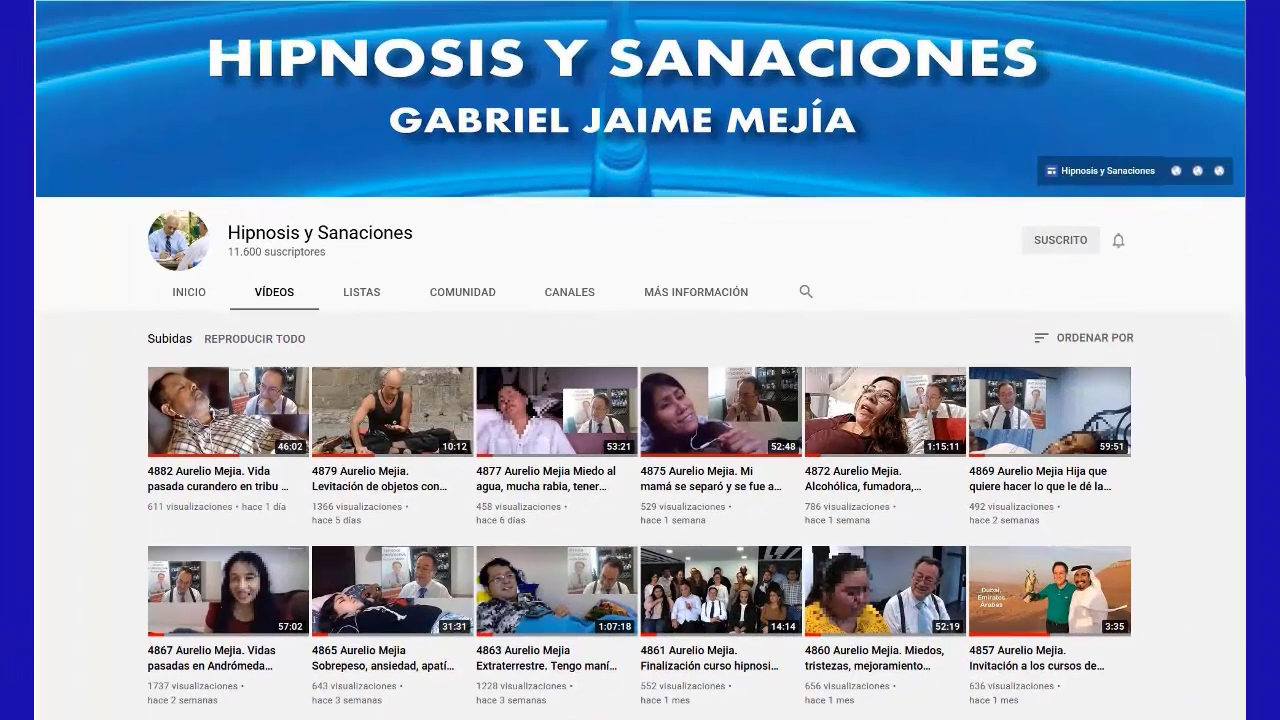 HIPNOSIS Y SANACIONES
GABRIEL JAIME MEJÍA
Hipnosis y Sanaciones
Hipnosis y Sanaciones
11.600 suscriptores
SUSCRITO
INICIO VÍDEOS LISTAS COMUNIDAD CANALES MÁS INFORMACIÓN
Subidas REPRODUCIR TODO
ORDENAR POR
46:02
4882 Aurelio Mejia. Vida
pasada curandero en tribu ...
611 visualizaciones • hace 1 día
10:12
4879 Aurelio Mejia.
Levitación de objetos con...
1366 visualizaciones •
hace 5 días
53:21
4877 Aurelio Mejia Miedo al
agua, mucha rabia, tener...
458 visualizaciones •
hace 6 días
52:48
4875 Aurelio Mejia. Mi
mamá se separó y se fue a...
529 visualizaciones •
hace 1 semana
1:15:11
4872 Aurelio Mejia.
Alcohólica, fumadora,...
786 visualizaciones •
hace 1 semana
59:51
4869 Aurelio Mejia Hija que
quiere hacer lo que le dé la...
492 visualizaciones •
hace 2 semanas
57:02
4867 Aurelio Mejia. Vidas
pasadas en Andrómeda...
1737 visualizaciones •
hace 2 semanas
31:31
4865 Aurelio Mejia
Sobrepeso, ansiedad, apatí...
643 visualizaciones •
hace 3 semanas
1:07:18
4863 Aurelio Mejia
Extraterrestre. Tengo maní...
1228 visualizaciones •
hace 3 semanas
14:14
4861 Aurelio Mejia.
Finalización curso hipnosi...
552 visualizaciones •
hace 1 mes
52:19
4860 Aurelio Mejia. Miedos,
tristezas, mejoramiento...
656 visualizaciones •
hace 1 mes
Dubai,
Emiratos
Árabes
3:35
4857 Aurelio Mejia.
Invitación a los cursos de...
636 visualizaciones •
hace 1 mes